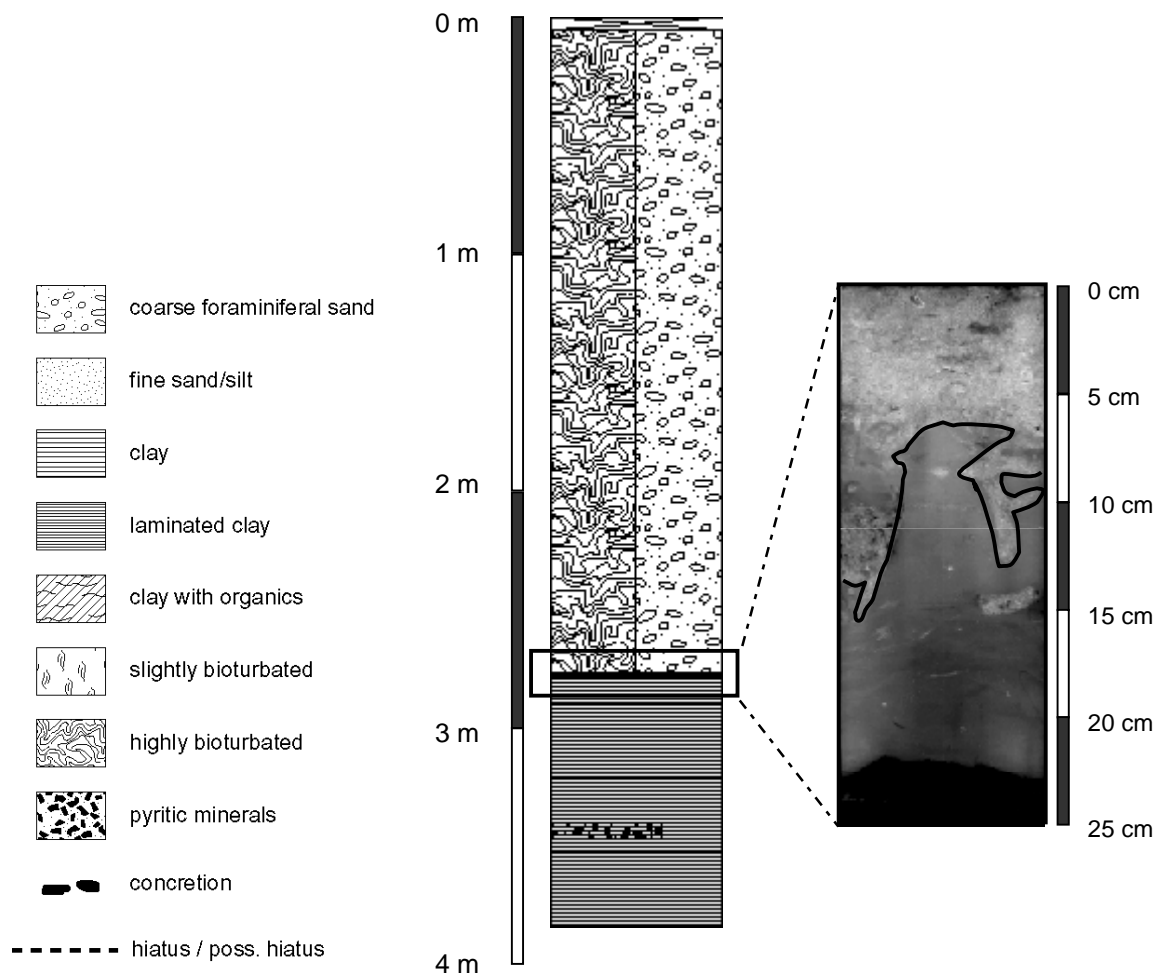 0 m
1 m
2 m
3 m
4 m
coarse foraminiferal sand
fine sand/silt
clay
laminated clay
clay with organics
slightly bioturbated
highly bioturbated
pyritic minerals
concretion
hiatus / poss. hiatus
0 cm
5 cm
10 cm
15 cm
20 cm
25 cm